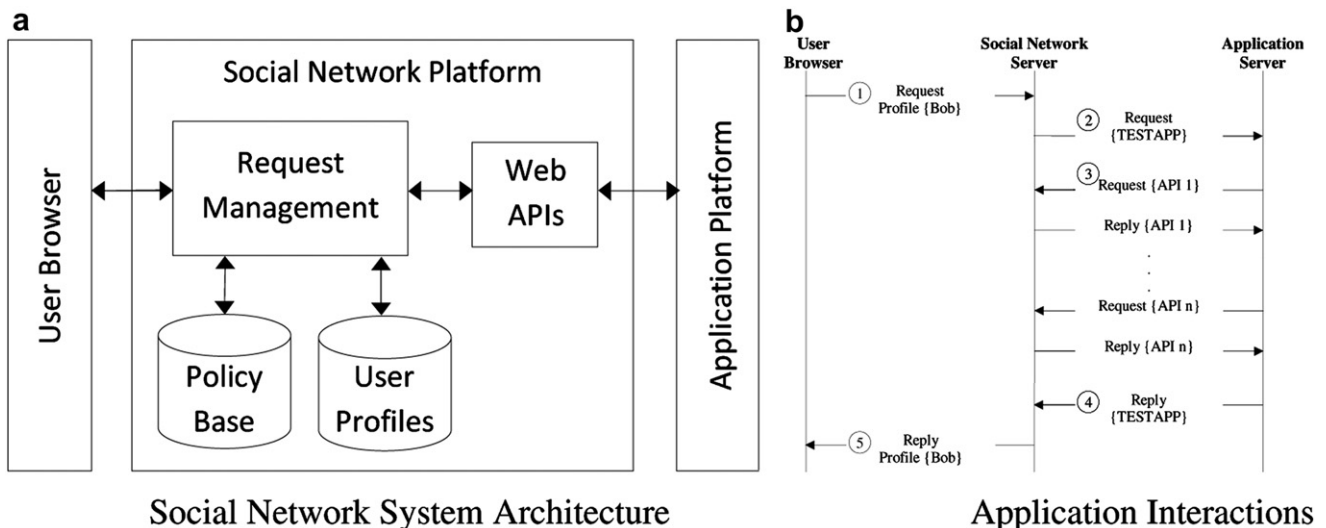 a
User Browser
Social Network Platform
Request
Management
Web
APIs
Policy
Base
User
Profiles
Application Platform
Social Network System Architecture
b
User
Browser
Social Network
Server
Application
Server
1
Request
Profile {Bob}
2
Request
{TESTAPP}
3
Request {API 1}
Reply {API 1}
.
.
.
.
Request {API n}
Reply {API n}
4
Reply
{TESTAPP}
5
Reply
Profile {Bob}
Application Interactions